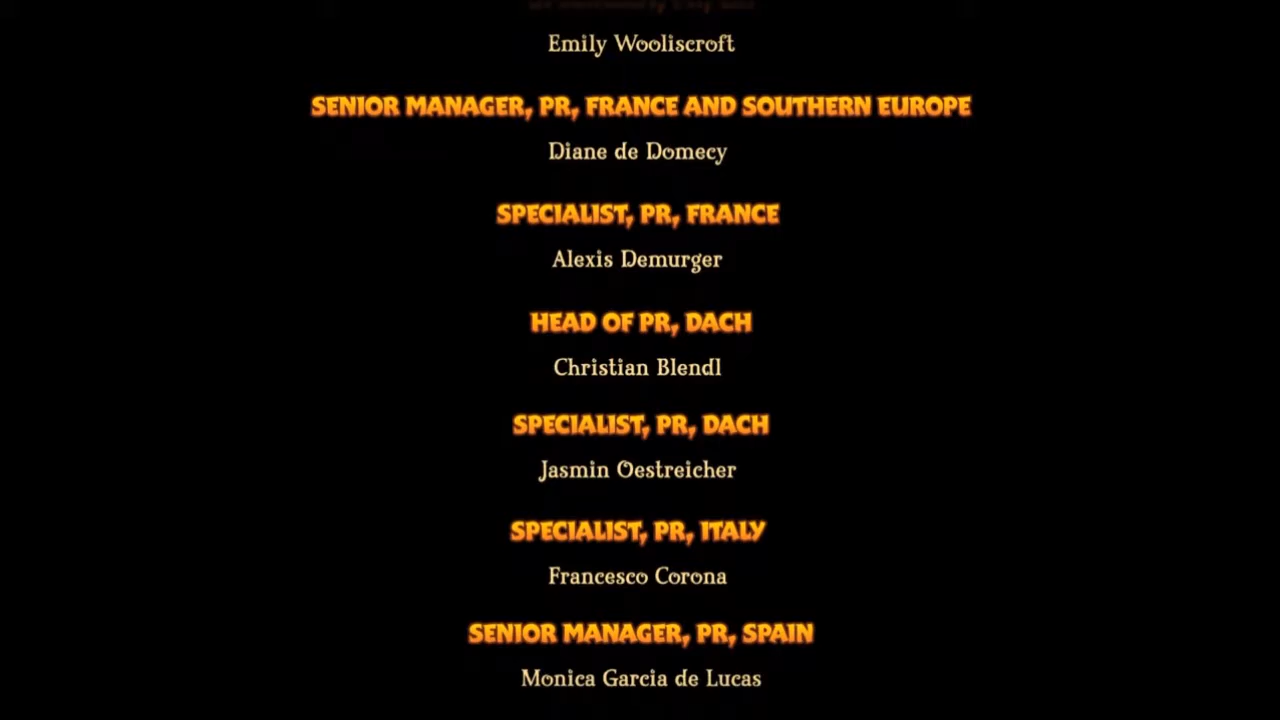 Emily Wooliscroft
SENIOR MANAGER, PR, FRANCE AND SOUTHERN EUROPE
Diane de Domecy
SPECIALIST, PR, FRANCE
Alexis Demurger
HEAD OF PR, DACH
Christian Blendl
SPECIALIST, PR, DACH
Jasmin Oestreicher
SPECIALIST, PR, ITALY
Francesco Corona
SENIOR MANAGER, PR, SPAIN
Monica Garcia de Lucas